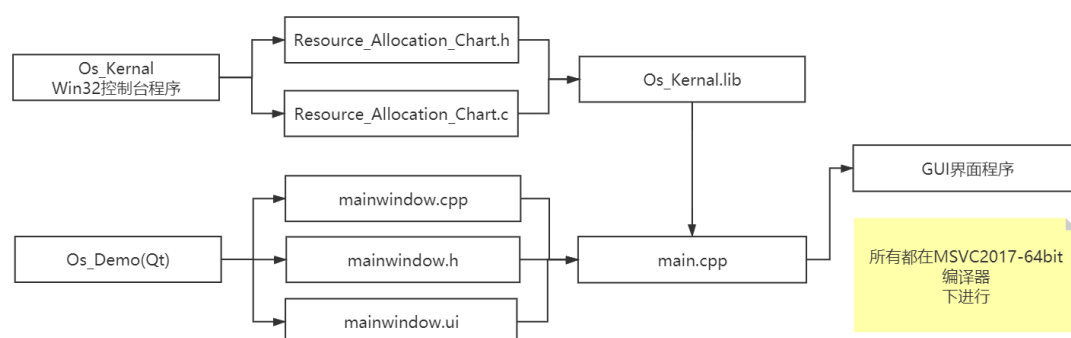 Resource_Allocation_Chart.h
Os_Kernal
Win32控制台程序
Os_Kernal.lib
Resource_Allocation_Chart.c
GUI界面程序
mainwindow.cpp
Os_Demo(Qt)
mainwindow.h
main.cpp
所有都在MSVC2017-64bit
编译器
下进行
mainwindow.ui